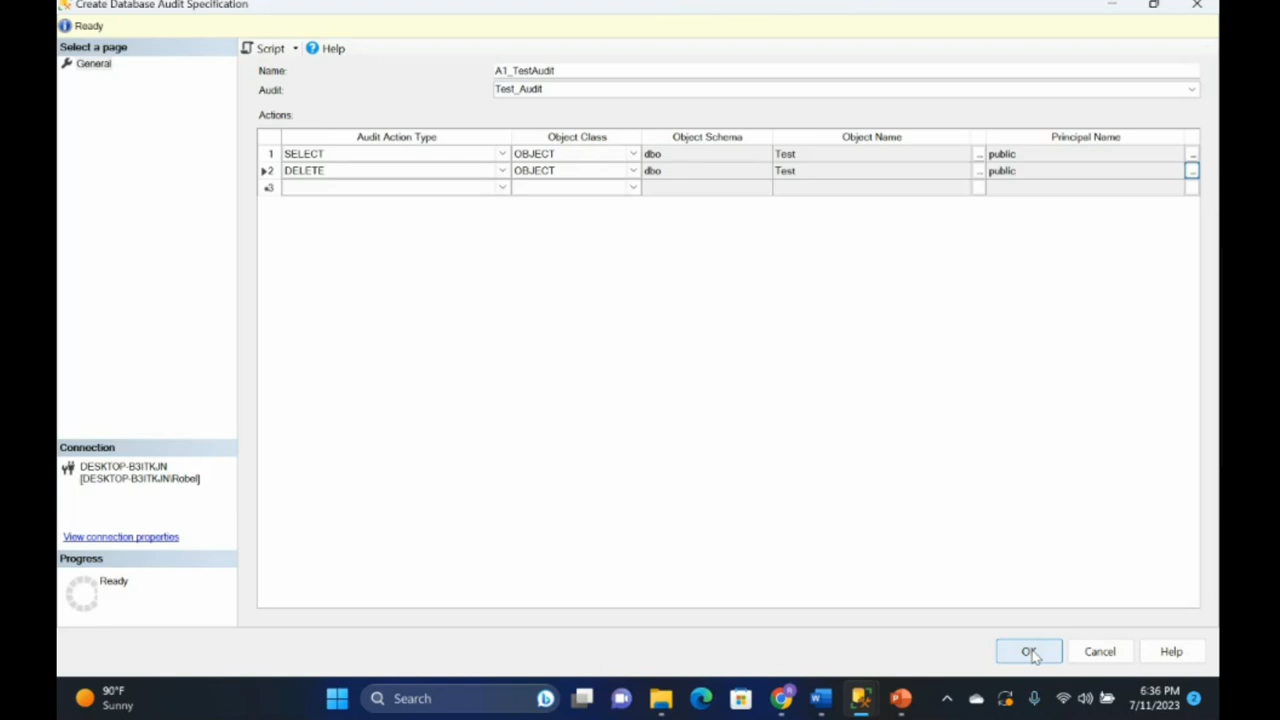 Create Database Audit Specification
Ready
Select a page
General
Script
Help
Name:
A1_TestAudit
Audit:
Test_Audit
Actions:
Audit Action Type Object Class Object Schema Object Name Principal Name
1 SELECT OBJECT dbo Test ... public ...
2 DELETE OBJECT dbo Test ... public ...
3
Connection
DESKTOP-B3ITKJN
[DESKTOP-B3ITKJN\Robel]
View connection properties
Progress
Ready
OK Cancel Help
90°F
Sunny
Search
6:36 PM
7/11/2023
2